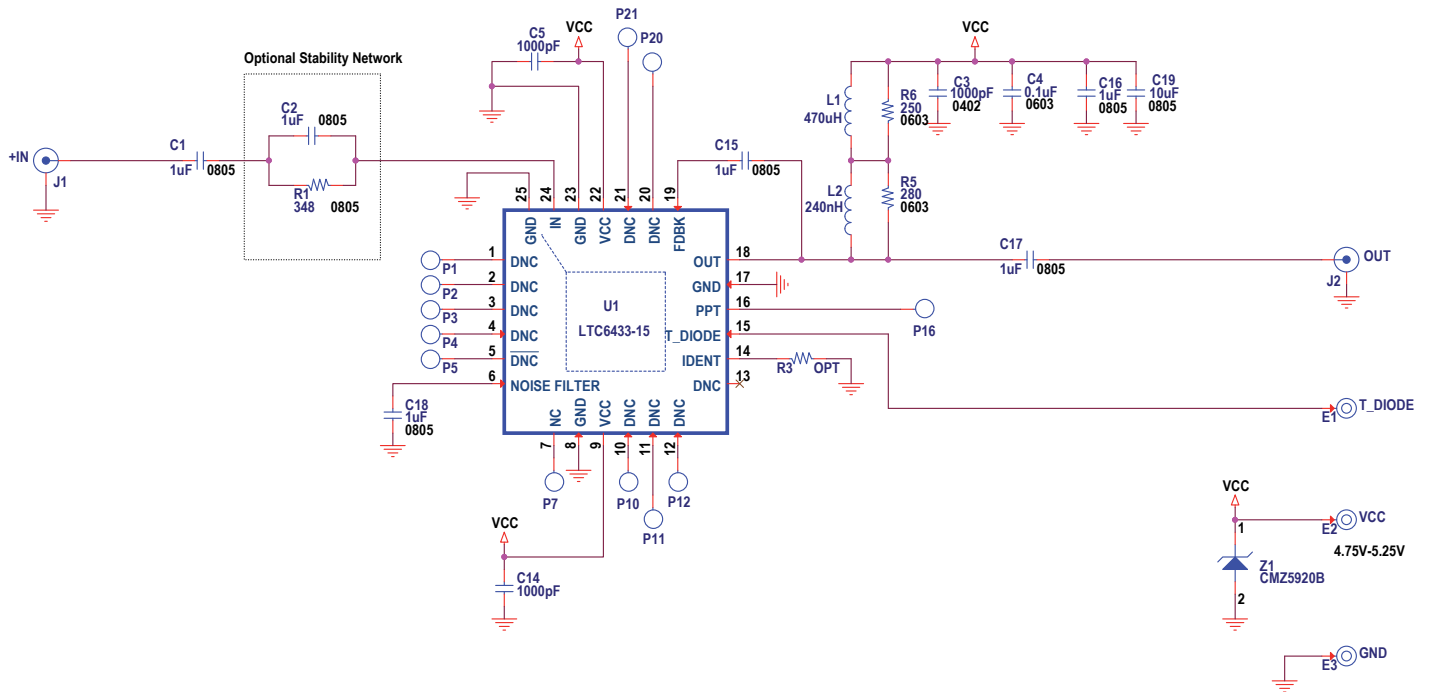 P21
C5
1000pF
VCC
P20
VCC
Optional Stability Network
C2
1uF
0805
L1
470uH
R6
250
0603
C3
1000pF
0402
C4
0.1uF
0603
C16
1uF
0805
C19
10uF
0805
+IN
J1
C1
1uF
0805
R1
348
0805
C15
1uF
0805
L2
240nH
R5
280
0603
25
24
23
22
21
20
19
GND
IN
GND
VCC
DNC
DNC
FDBK
P1
1
DNC
P2
2
DNC
P3
3
DNC
P4
4
DNC
P5
5
DNC
6
NOISE FILTER
U1
LTC6433-15
OUT
18
GND
17
PPT
16
T_DIODE
15
IDENT
14
DNC
13
C17
1uF
0805
OUT
J2
P16
R3
OPT
C18
1uF
0805
NC
GND
VCC
DNC
DNC
DNC
7
8
9
10
11
12
P7
P10
P11
P12
E1
T_DIODE
VCC
C14
1000pF
VCC
1
E2
VCC
4.75V-5.25V
Z1
CMZ5920B
2
E3
GND